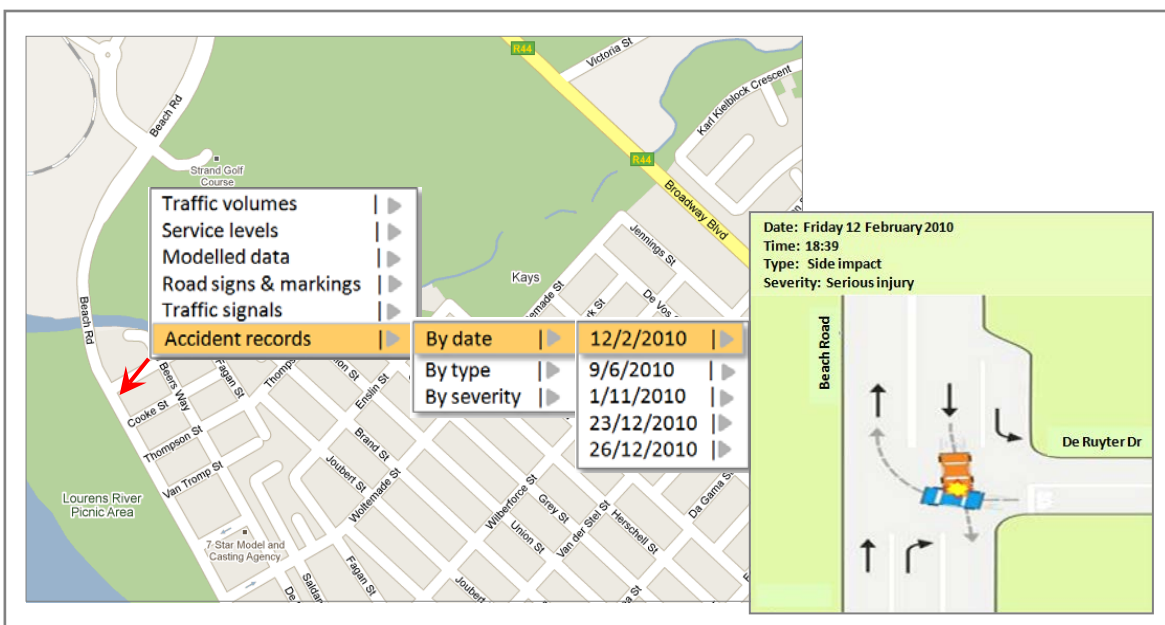 R44
Victoria St
Beach Rd
Karl Kielblock Crescent
Strand Golf
Course
R44
Broadway Blvd
Traffic volumes
Service levels
Modelled data
Road signs & markings
Traffic signals
Accident records
By date
By type
By severity
12/2/2010
9/6/2010
1/11/2010
23/12/2010
26/12/2010
Jennings St
Kays
De Vos
Beach Rd
Beers Way
Fagan St
Enslin St
Cooke St
Thompson St
Van Tromp St
Brand St
Joubert St
Woltemade St
Wilberforce St
Grey St
Union St
Van der Stel St
Herschell St
Da Gama St
Lourens River
Picnic Area
7 Star Model and
Casting Agency
Fagan St
Date: Friday 12 February 2010
Time: 18:39
Type: Side impact
Severity: Serious injury
Beach Road
De Ruyter Dr